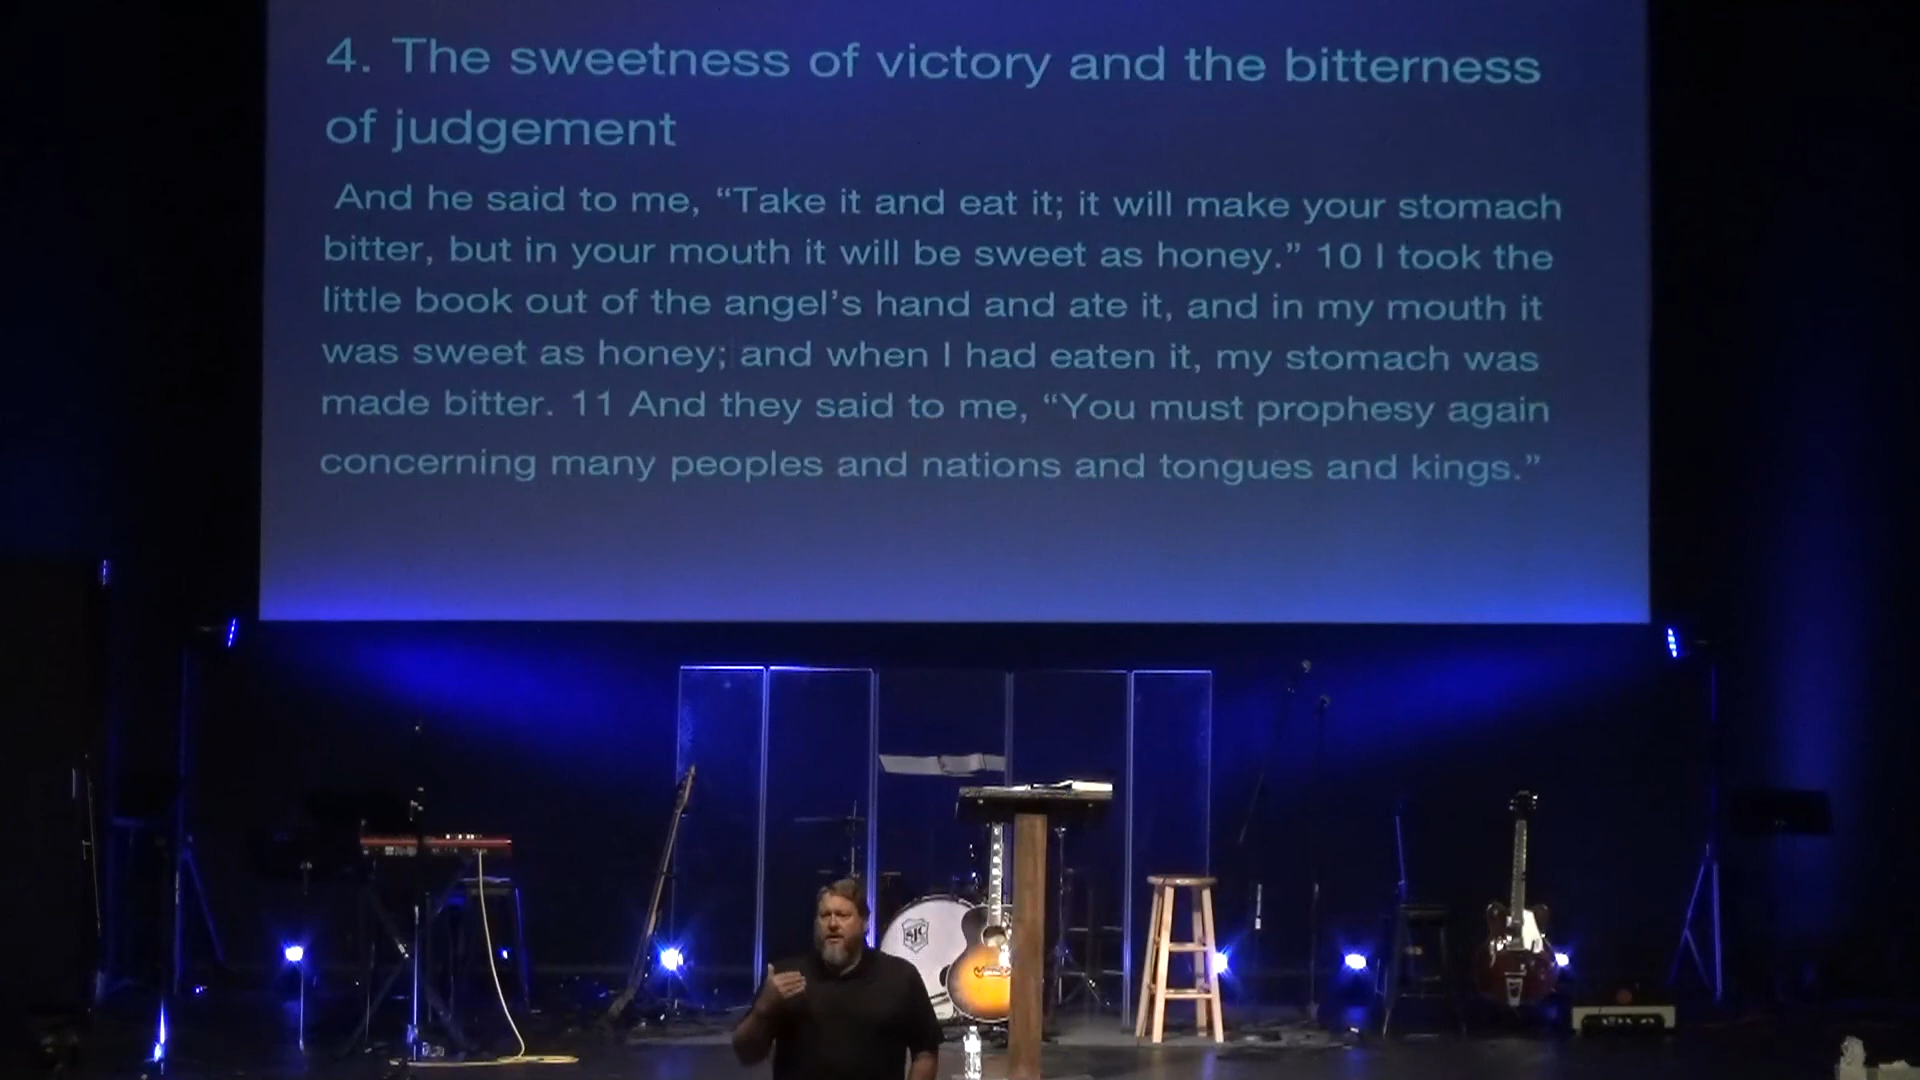 4. The sweetness of victory and the bitterness
of judgement
And he said to me, “Take it and eat it; it will make your stomach
bitter, but in your mouth it will be sweet as honey.” 10 I took the
little book out of the angel’s hand and ate it, and in my mouth it
was sweet as honey; and when I had eaten it, my stomach was
made bitter. 11 And they said to me, “You must prophesy again
concerning many peoples and nations and tongues and kings.”
SJC